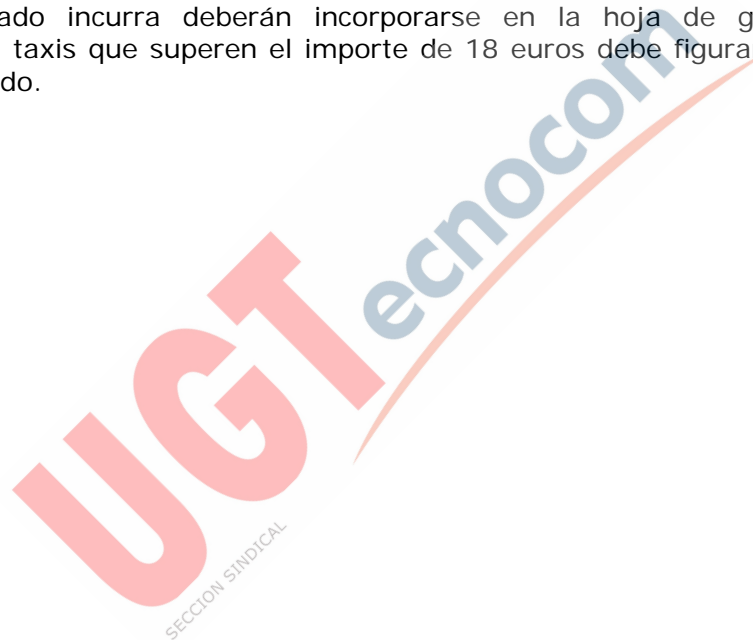 ado incurra deberán incorporarse en la hoja de g
taxis que superen el importe de 18 euros debe figura
do.
UGTecnocom
SECCION SINDICAL